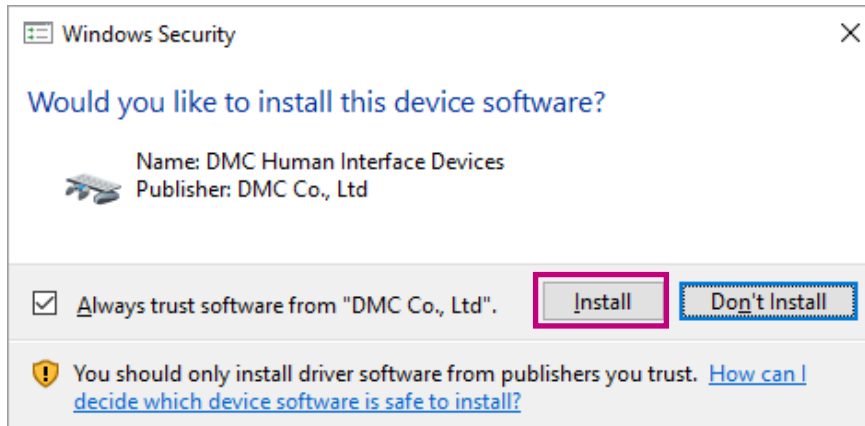 Windows Security
Would you like to install this device software?
Name: DMC Human Interface Devices
Publisher: DMC Co., Ltd
Always trust software from "DMC Co., Ltd".
Install
Don't Install
You should only install driver software from publishers you trust. How can I
decide which device software is safe to install?